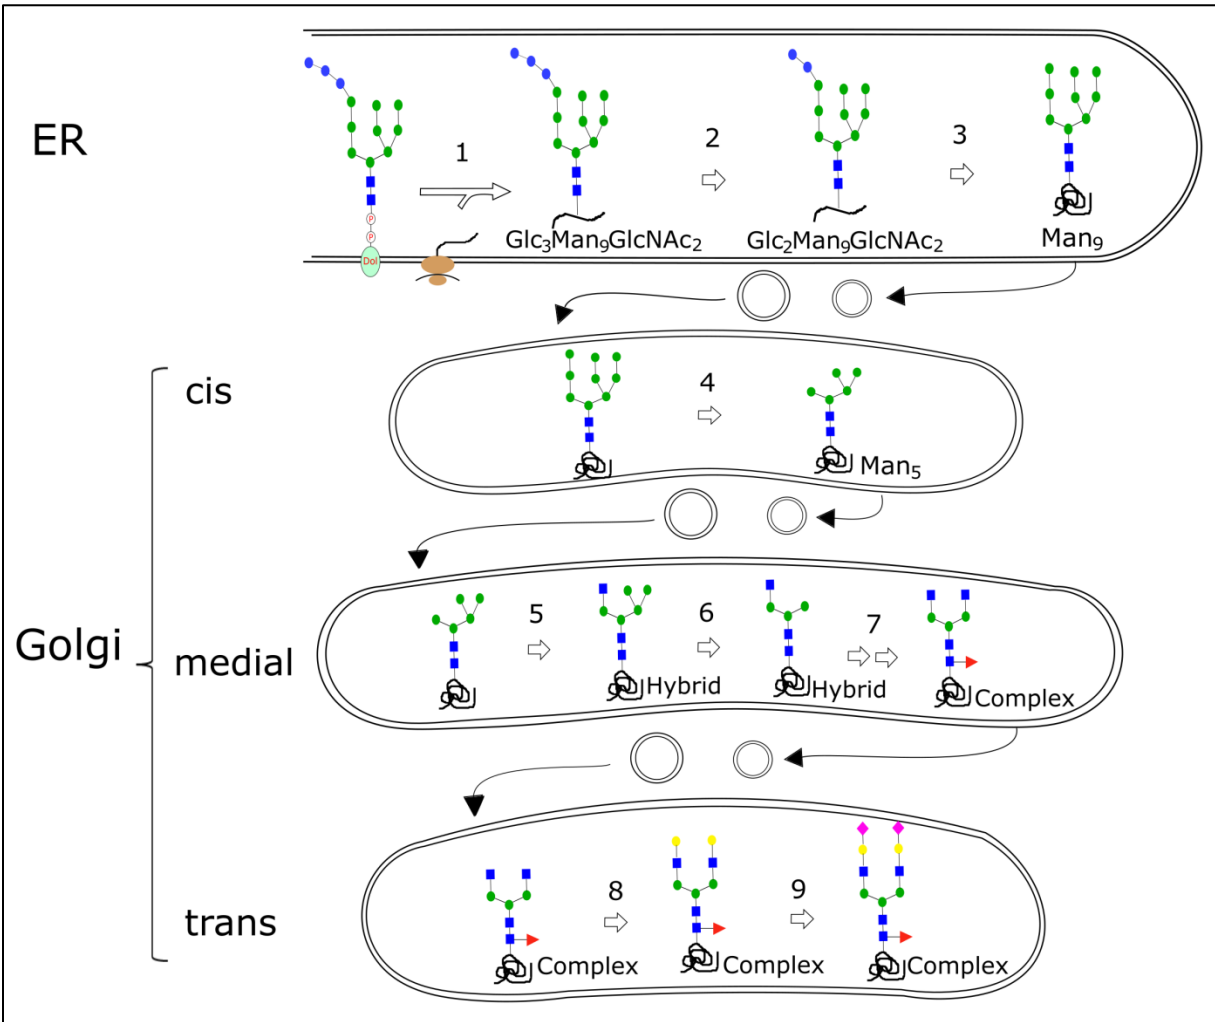 ER
1
2
3
P
P
Dol
Glc₃Man₉GlcNAc₂
Glc₂Man₉GlcNAc₂
Man₉
cis
4
Man₅
Golgi
medial
5
6
7
Hybrid
Hybrid
Complex
trans
8
9
Complex
Complex
Complex